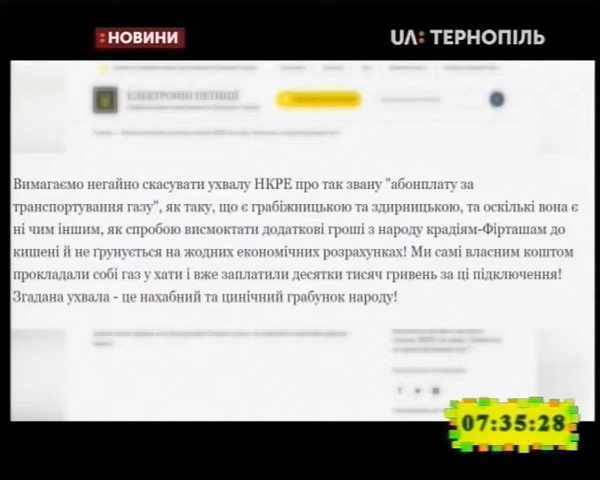 :НОВИНИ
UA: ТЕРНОПІЛЬ
ЕЛЕКТРОННІ ПЕТИЦІЇ
Вимагаємо негайно скасувати ухвалу НКРЕ про так звану "абонплату за
транспортування газу", як таку, що є грабіжницькою та здирницькою, та оскільки вона є
ні чим іншим, як спробою висмоктати додаткові гроші з народу крадіям-Фірташам до
кишені й не ґрунується на жодних економічних розрахунках! Ми самі власним коштом
прокладали собі газ у хати і вже заплатили десятки тисяч гривень за ці підключення!
Згадана ухвала - це нахабний та цинічний грабунок народу!
07:35:28